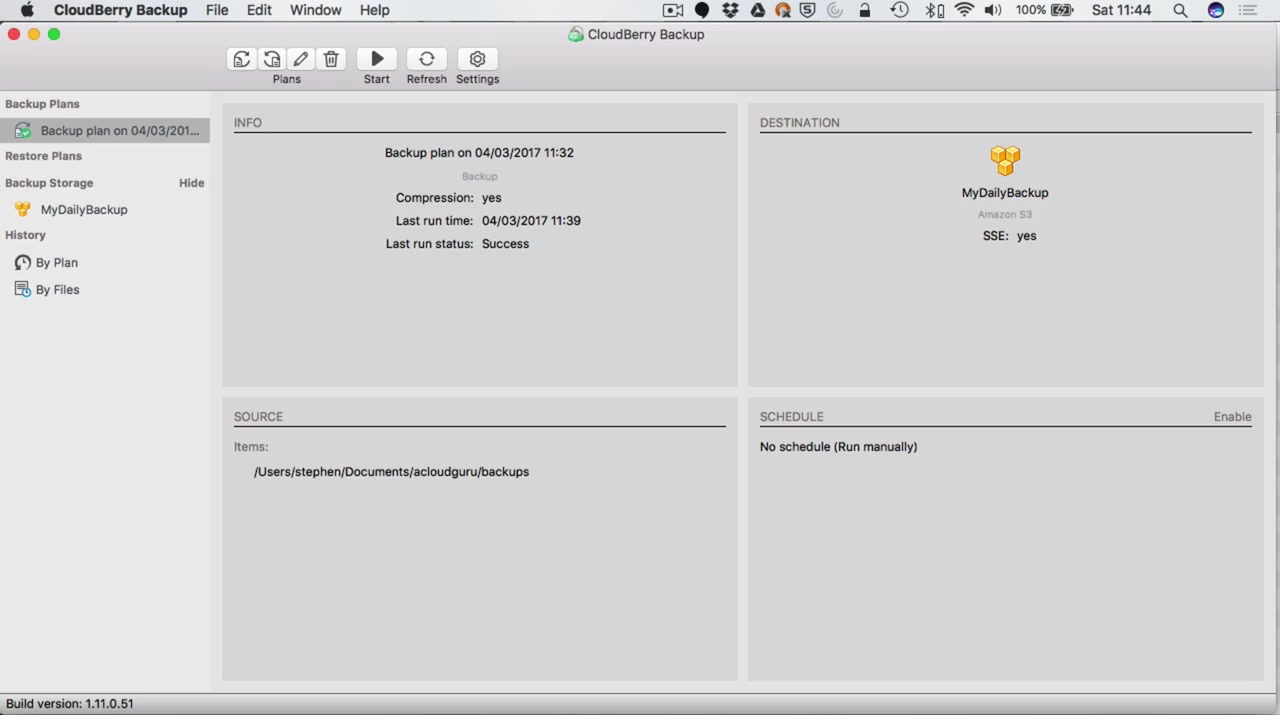 CloudBerry Backup File Edit Window Help 100% Sat 11:44
CloudBerry Backup
Plans Start Refresh Settings
Backup Plans
Backup plan on 04/03/201...
Restore Plans
Backup Storage Hide
MyDailyBackup
History
By Plan
By Files
INFO
Backup plan on 04/03/2017 11:32
Backup
Compression: yes
Last run time: 04/03/2017 11:39
Last run status: Success
DESTINATION
MyDailyBackup
Amazon S3
SSE: yes
SOURCE
Items:
/Users/stephen/Documents/acloudguru/backups
SCHEDULE Enable
No schedule (Run manually)
Build version: 1.11.0.51